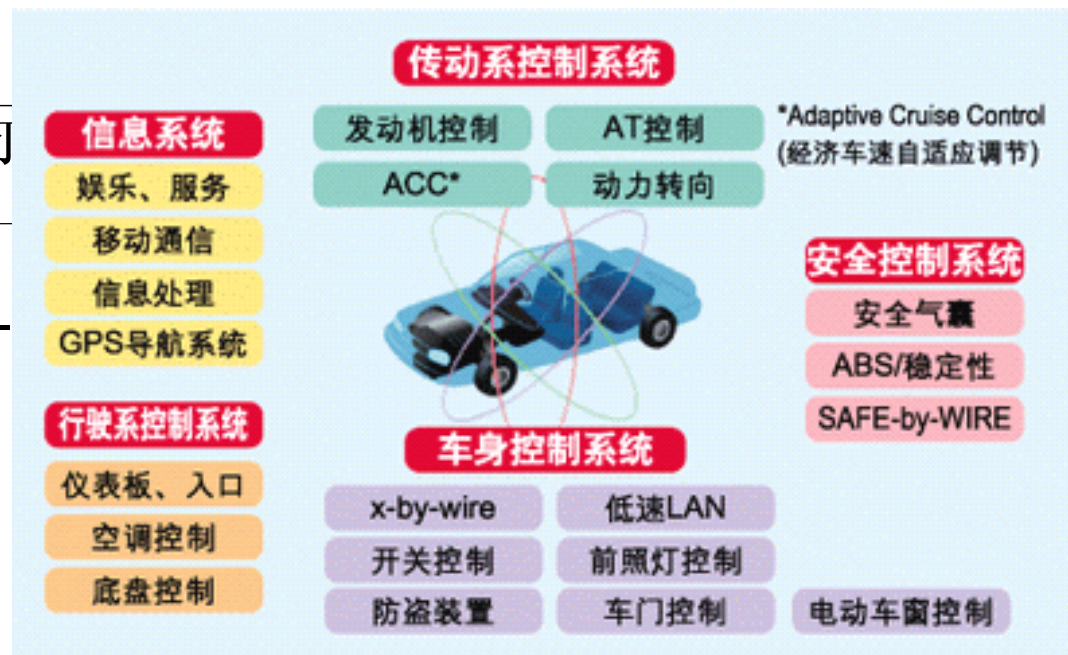 传动系控制系统
发动机控制
AT控制
ACC*
动力转向
*Adaptive Cruise Control
(经济车速自适应调节)
信息系统
娱乐、服务
移动通信
信息处理
GPS导航系统
安全控制系统
安全气囊
ABS/稳定性
SAFE-by-WIRE
行驶系控制系统
仪表板、入口
空调控制
底盘控制
车身控制系统
x-by-wire
低速LAN
开关控制
前照灯控制
防盗装置
车门控制
电动车窗控制